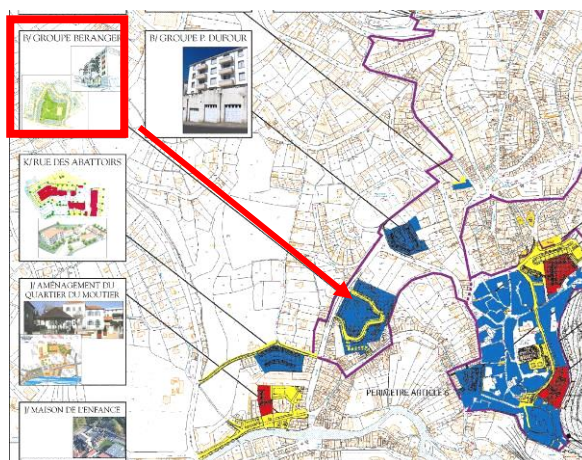 B/ GROUPE BERANGER
B/ GROUPE P. DUFOUR
K/ RUE DES ABATTOIRS
J/ AMÉNAGEMENT DU
QUARTIER DU MOUTIER
J/ MAISON DE L'ENFANCE
PERIMETRE ARTICLE 6